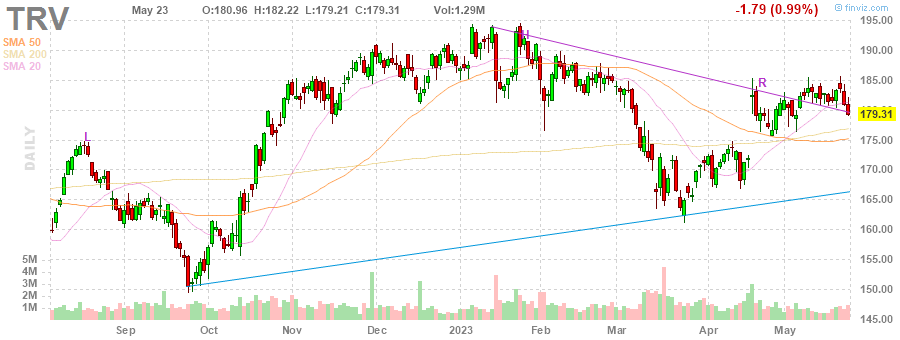 TRV May 23 O:180.96 H:182.22 L:179.21 C:179.31 Vol:1.29M -1.79 (0.99%) © finviz.com
SMA 50
SMA 200
SMA 20
DAILY
195.00
190.00
185.00
180.00
179.31
175.00
170.00
165.00
160.00
155.00
150.00
145.00
L
H
R
5M
4M
3M
2M
1M
Sep Oct Nov Dec 2023 Feb Mar Apr May